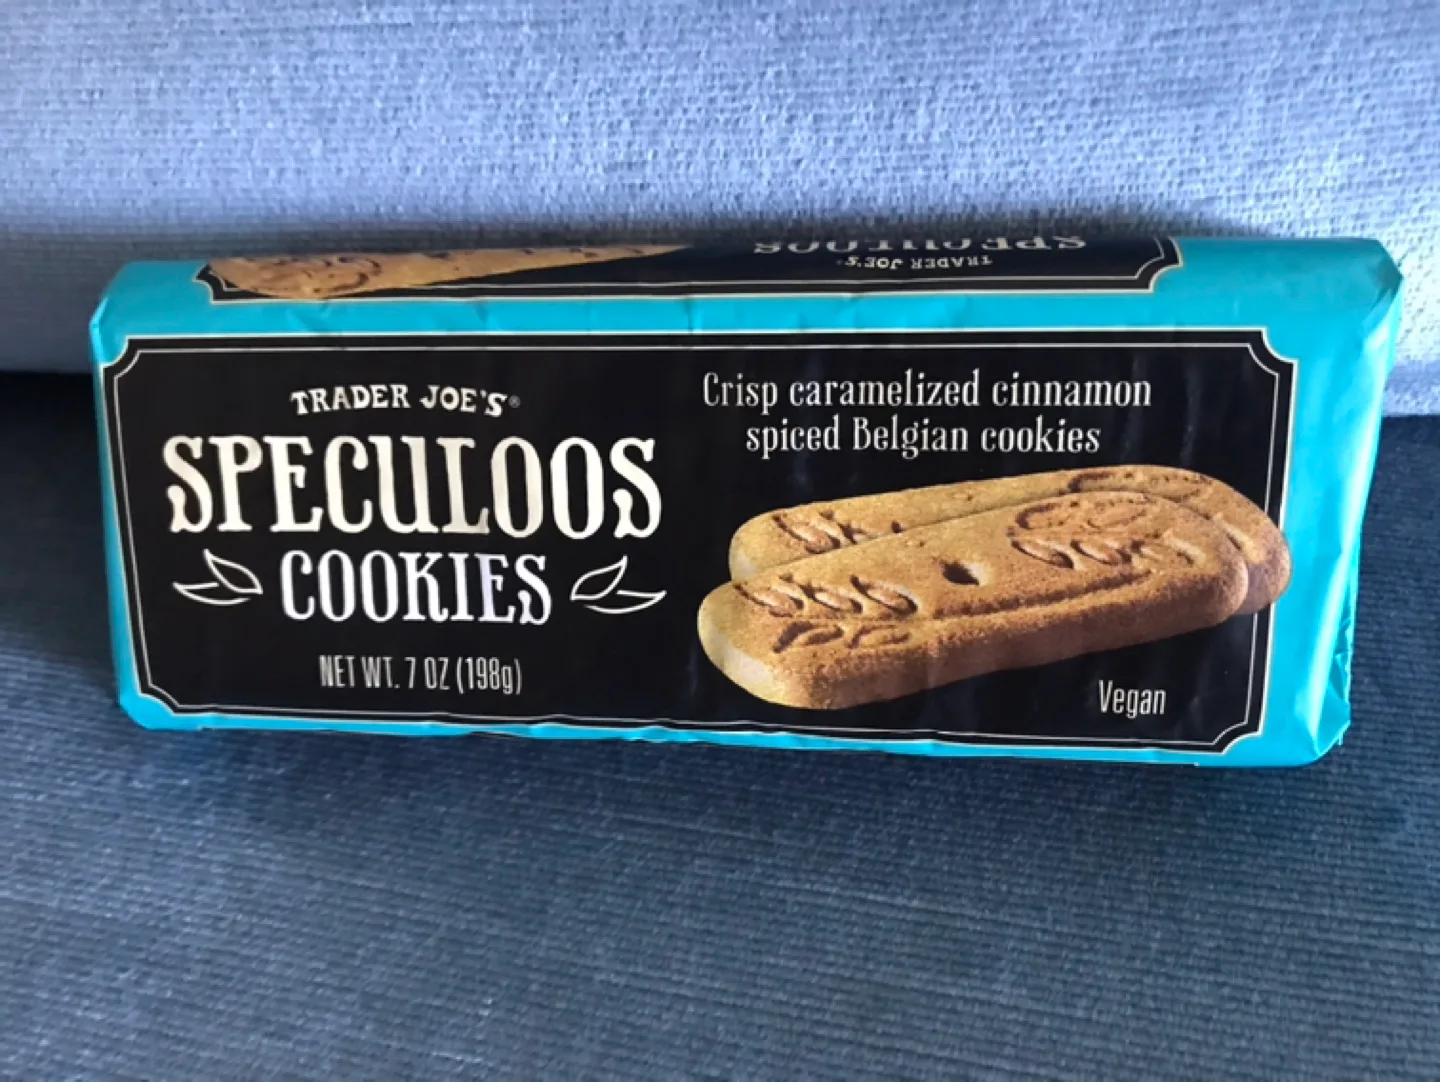 SPECULOOS
TRADER JOE'S®
TRADER JOE'S®
SPECULOOS
COOKIES
NET WT. 7 OZ (198g)
Crisp caramelized cinnamon
spiced Belgian cookies
Vegan